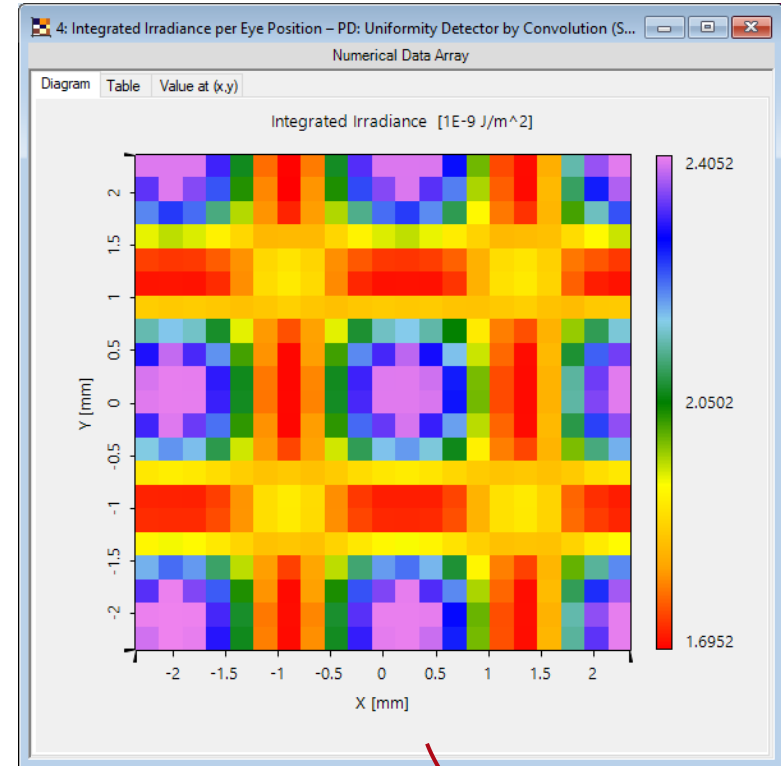 4: Integrated Irradiance per Eye Position – PD: Uniformity Detector by Convolution (S...
Numerical Data Array
Diagram Table Value at (x,y)
Integrated Irradiance [1E-9 J/m^2]
2.4052
2.0502
1.6952
Y [mm]
2
1.5
1
0.5
0
-0.5
-1
-1.5
-2
-2 -1.5 -1 -0.5 0 0.5 1 1.5 2
X [mm]